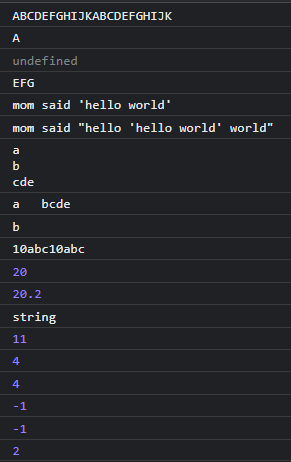 ABCDEFGHIJKABCDEFGHIJK
A
undefined
EFG
mom said 'hello world'
mom said "hello 'hello world' world"
a
b
cde
a   bcde
b
10abc10abc
20
20.2
string
11
4
4
-1
-1
2